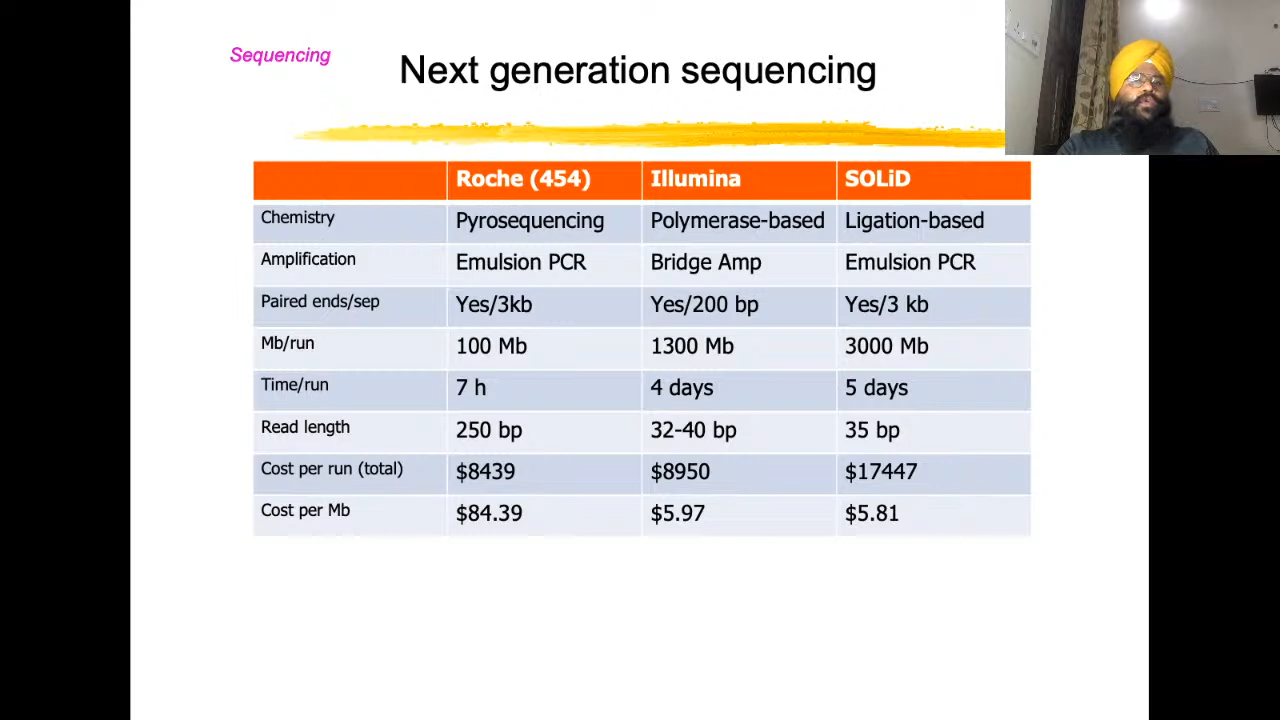 Sequencing
Next generation sequencing
Roche (454) Illumina SOLiD
Chemistry Pyrosequencing Polymerase-based Ligation-based
Amplification Emulsion PCR Bridge Amp Emulsion PCR
Paired ends/sep Yes/3kb Yes/200 bp Yes/3 kb
Mb/run 100 Mb 1300 Mb 3000 Mb
Time/run 7 h 4 days 5 days
Read length 250 bp 32-40 bp 35 bp
Cost per run (total) $8439 $8950 $17447
Cost per Mb $84.39 $5.97 $5.81